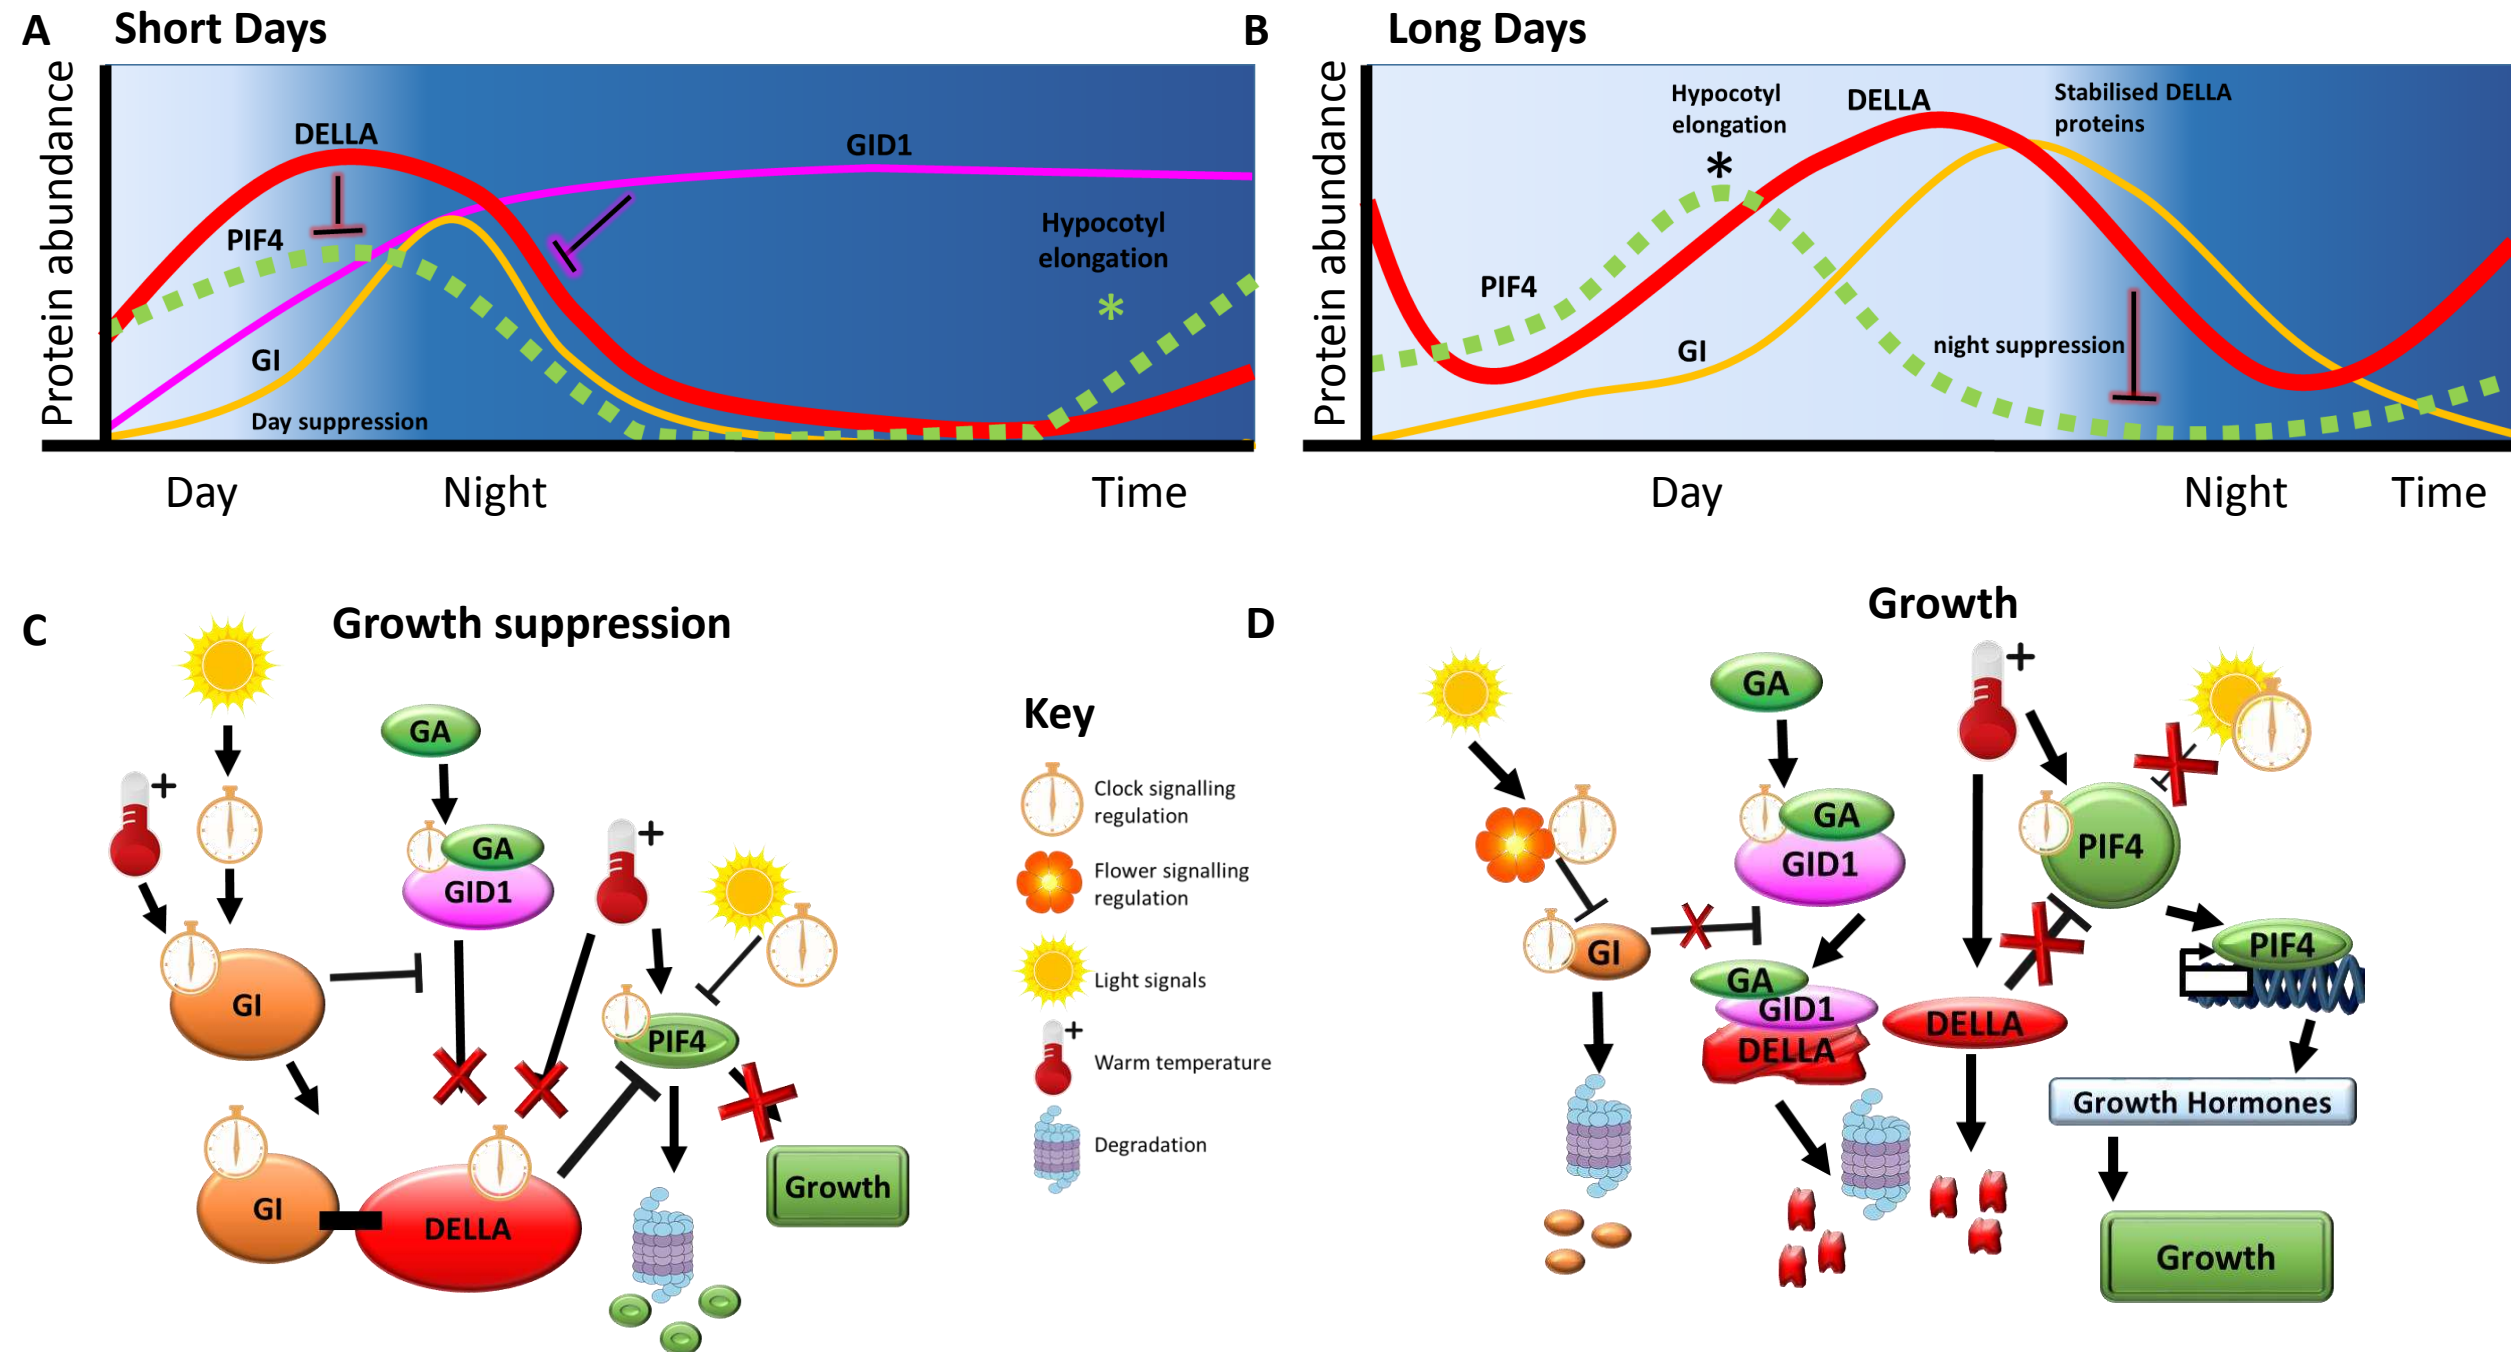 A
Short Days
Protein abundance
DELLA
PIF4
GI
Day suppression
GID1
Hypocotyl
elongation
*
Day
Night
Time
B
Long Days
Protein abundance
PIF4
Hypocotyl
elongation
*
DELLA
GI
Stabilised DELLA
proteins
night suppression
Day
Night
Time
C
Growth suppression
+
GA
GA
GID1
+
GI
PIF4
GI
DELLA
Growth
Key
Clock signalling
regulation
Flower signalling
regulation
Light signals
+
Warm temperature
Degradation
D
Growth
GA
+
GA
GID1
PIF4
GI
GA
GID1
DELLA
DELLA
PIF4
Growth Hormones
Growth